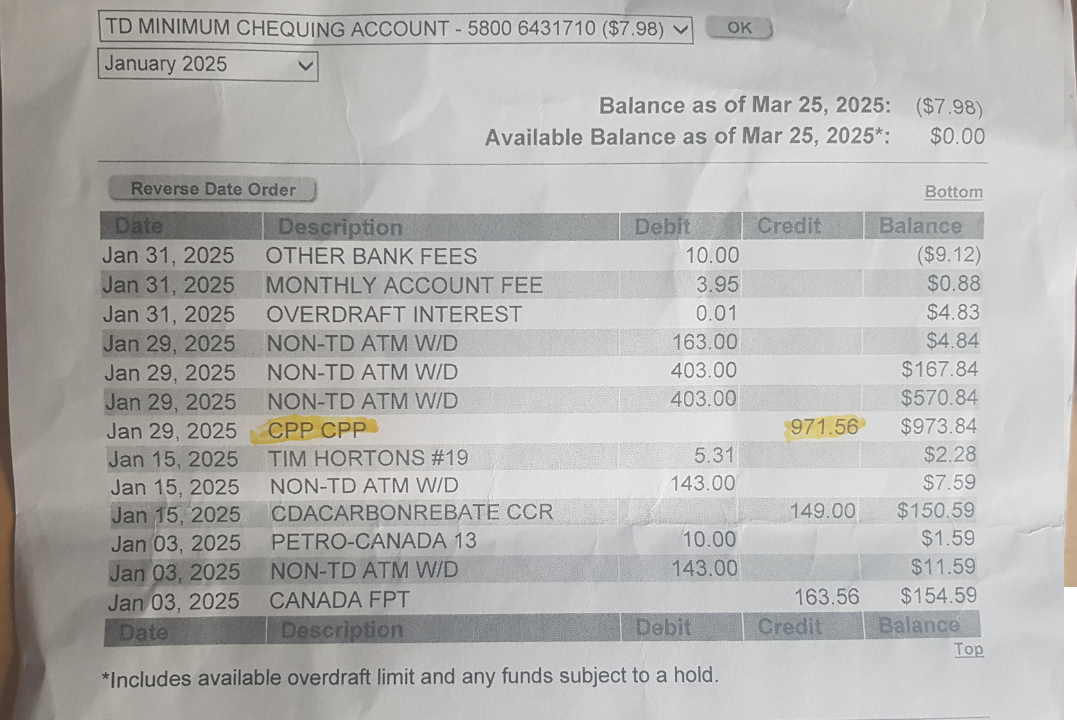 TD MINIMUM CHEQUING ACCOUNT - 5800 6431710 ($7.98) OK
January 2025
Balance as of Mar 25, 2025: ($7.98)
Available Balance as of Mar 25, 2025*: $0.00
Reverse Date Order Bottom
Date Description Debit Credit Balance
Jan 31, 2025 OTHER BANK FEES 10.00 ($9.12)
Jan 31, 2025 MONTHLY ACCOUNT FEE 3.95 $0.88
Jan 31, 2025 OVERDRAFT INTEREST 0.01 $4.83
Jan 29, 2025 NON-TD ATM W/D 163.00 $4.84
Jan 29, 2025 NON-TD ATM W/D 403.00 $167.84
Jan 29, 2025 NON-TD ATM W/D 403.00 $570.84
Jan 29, 2025 CPP CPP 971.56 $973.84
Jan 15, 2025 TIM HORTONS #19 5.31 $2.28
Jan 15, 2025 NON-TD ATM W/D 143.00 $7.59
Jan 15, 2025 CDACARBONREBATE CCR 149.00 $150.59
Jan 03, 2025 PETRO-CANADA 13 10.00 $1.59
Jan 03, 2025 NON-TD ATM W/D 143.00 $11.59
Jan 03, 2025 CANADA FPT 163.56 $154.59
Date Description Debit Credit Balance
Top
*Includes available overdraft limit and any funds subject to a hold.